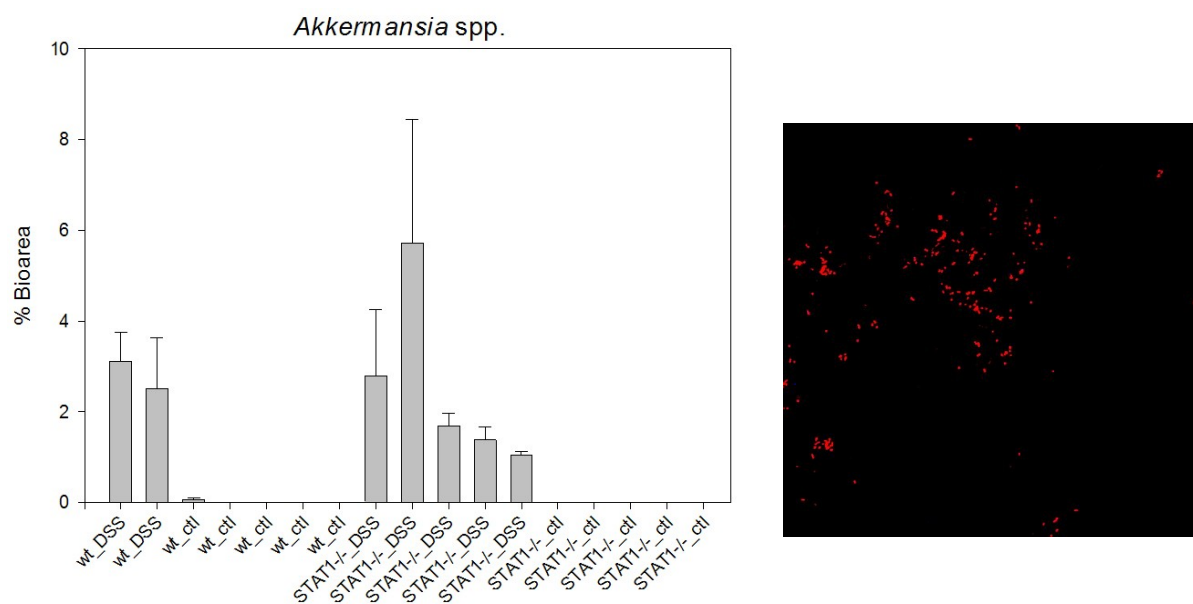 Akkermansia spp.
10
8
6
4
2
0
% Bioarea
wt_DSS
wt_DSS
wt_ctl
wt_ctl
wt_ctl
wt_ctl
wt_ctl
STAT1-/-_DSS
STAT1-/-_DSS
STAT1-/-_DSS
STAT1-/-_DSS
STAT1-/-_DSS
STAT1-/-_ctl
STAT1-/-_ctl
STAT1-/-_ctl
STAT1-/-_ctl
STAT1-/-_ctl